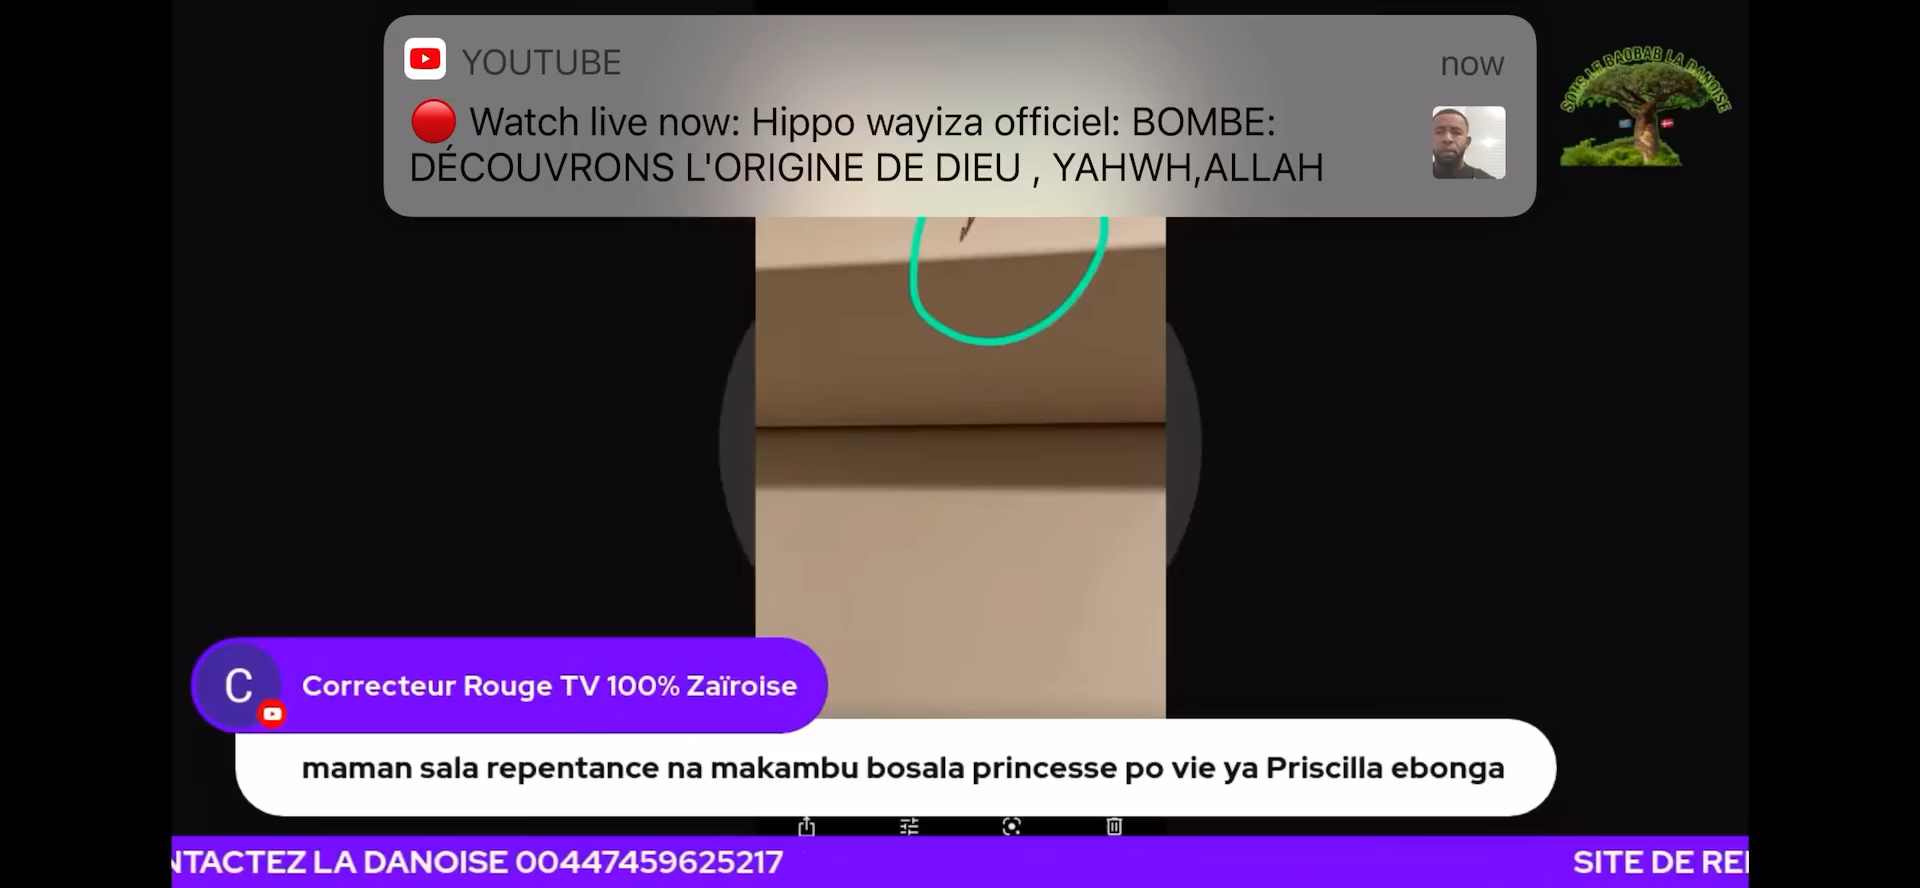 YOUTUBE
now
🔴 Watch live now: Hippo wayiza officiel: BOMBE:
DÉCOUVRONS L'ORIGINE DE DIEU , YAHWH,ALLAH
SOUS LE BAOBAB LA DANOISE
C
Correcteur Rouge TV 100% Zaïroise
maman sala repentance na makambu bosala princesse po vie ya Priscilla ebonga
NTACTEZ LA DANOISE 00447459625217
SITE DE RE